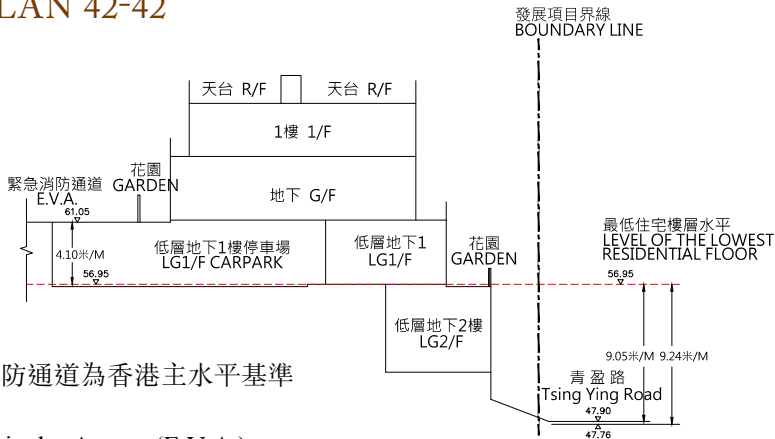 LAN 42-42
發展項目界線
BOUNDARY LINE
天台 R/F
天台 R/F
1樓 1/F
緊急消防通道
E.V.A.
61.05
花園
GARDEN
地下 G/F
4.10米/M
56.95
低層地下1樓停車場
LG1/F CARPARK
低層地下1
LG1/F
花園
GARDEN
最低住宅樓層水平
LEVEL OF THE LOWEST
RESIDENTIAL FLOOR
56.95
低層地下2樓
LG2/F
9.05米/M
9.24米/M
青盈路
Tsing Ying Road
47.90
47.76
防通道為香港主水平基準